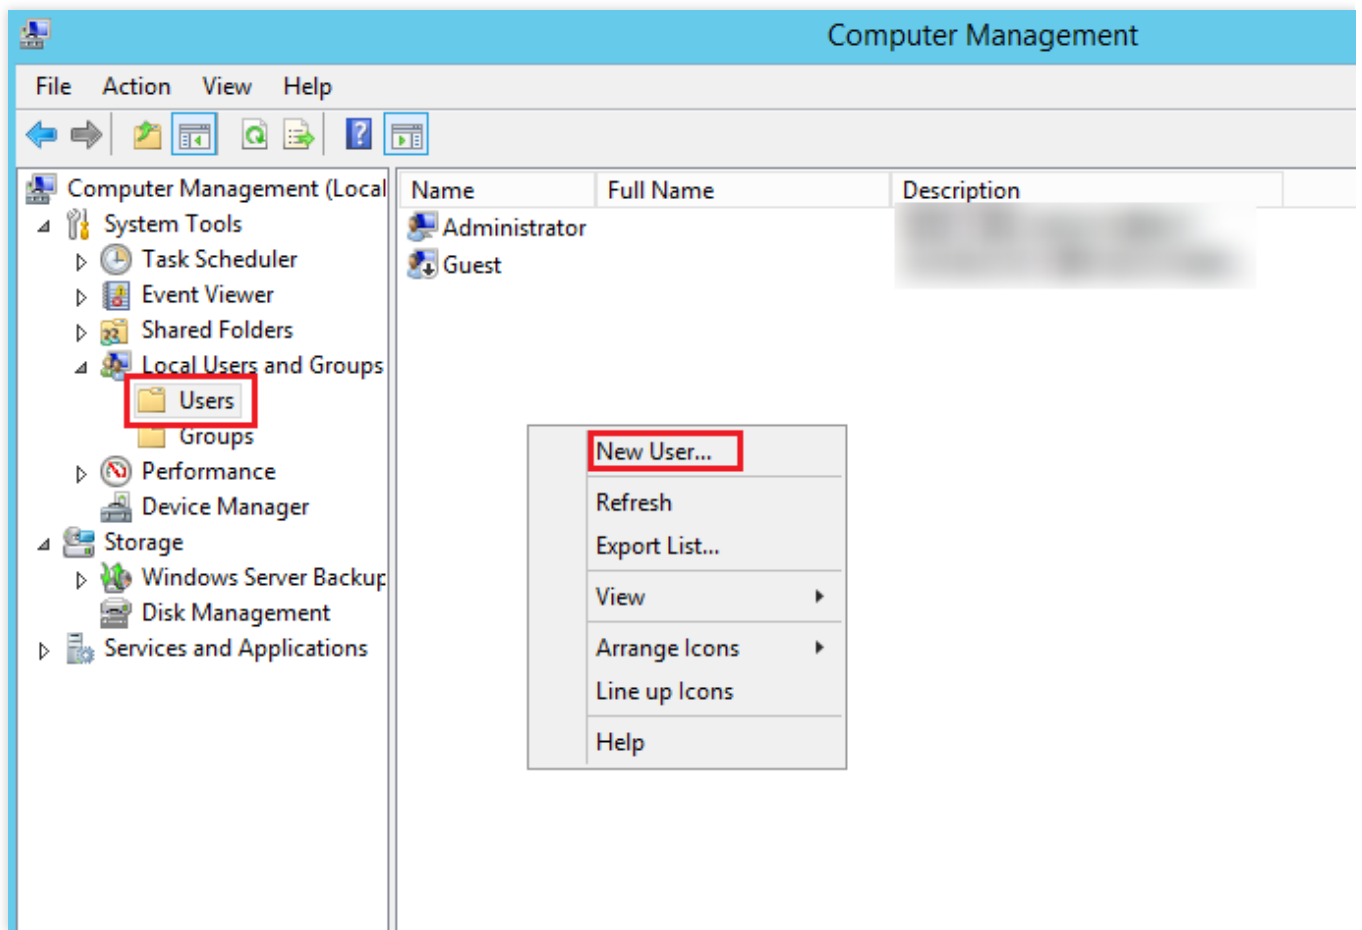 Computer Management
File Action View Help
Computer Management (Local
System Tools
Task Scheduler
Event Viewer
Shared Folders
Local Users and Groups
Users
Groups
Performance
Device Manager
Storage
Windows Server Backup
Disk Management
Services and Applications
Name Full Name Description
Administrator
Guest
New User...
Refresh
Export List...
View
Arrange Icons
Line up Icons
Help